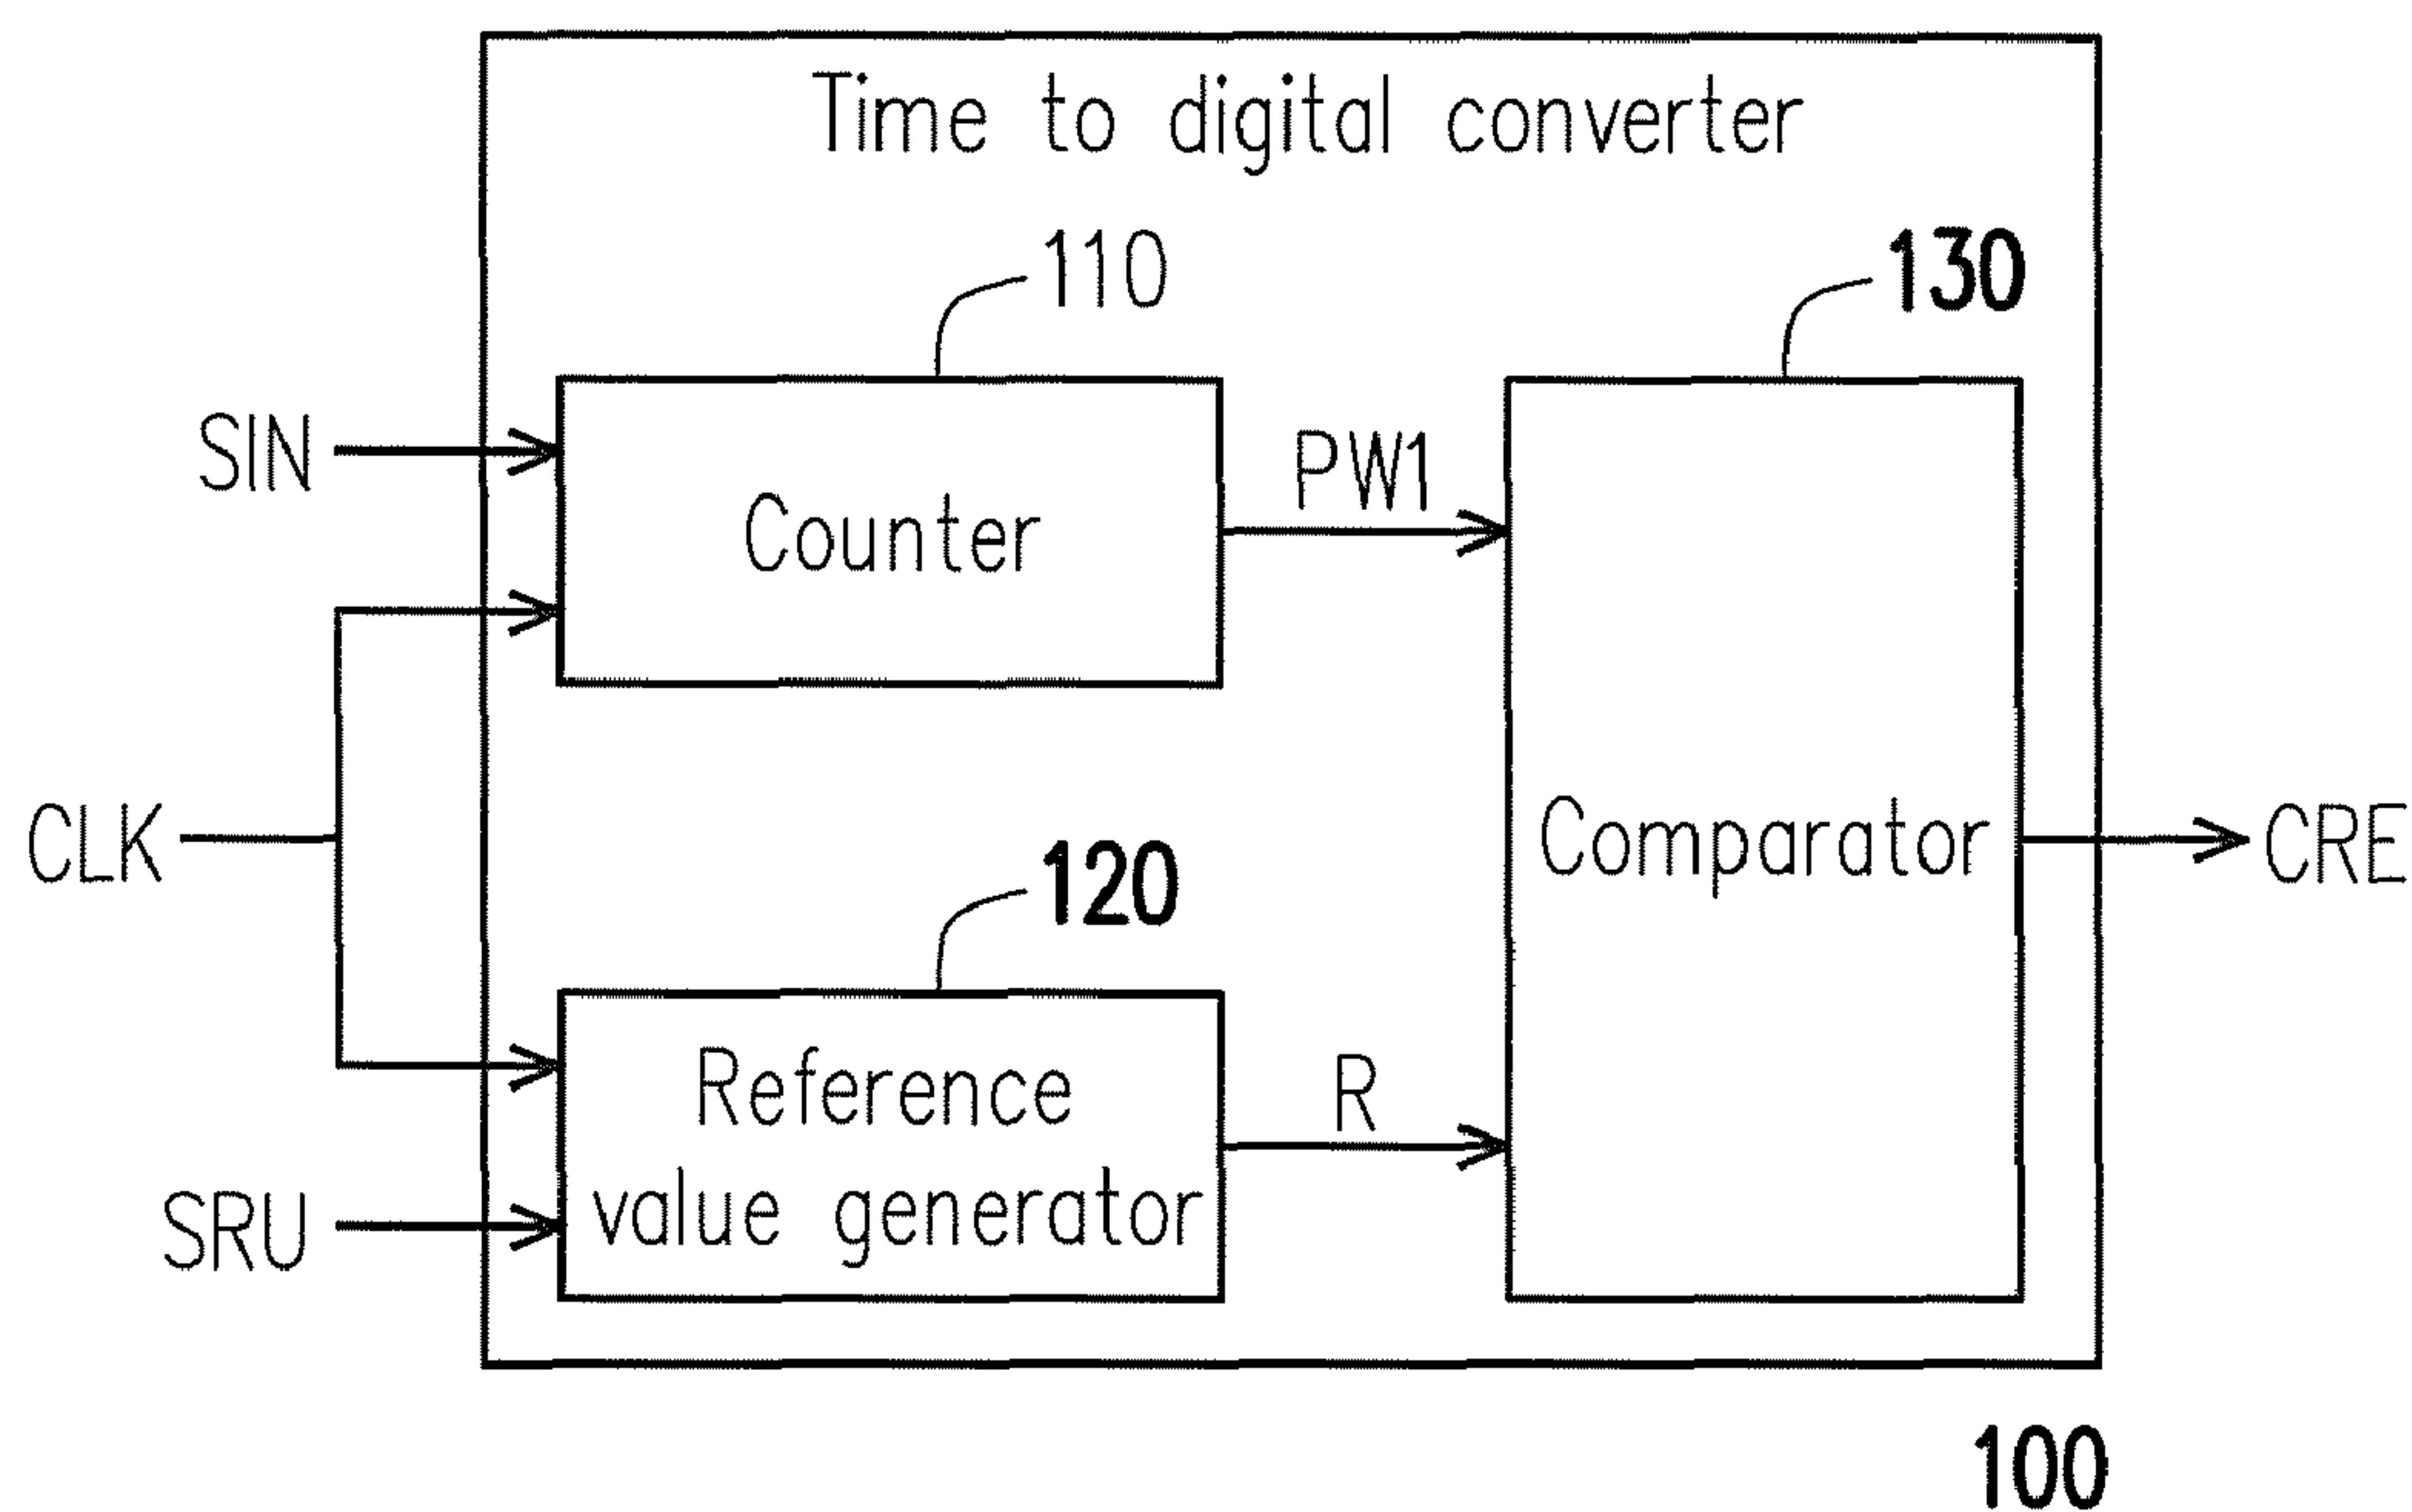 Time to digital converter
110
130
SIN
Counter
PW1
CLK
Comparator
CRE
120
Reference
value generator
R
SRU
100